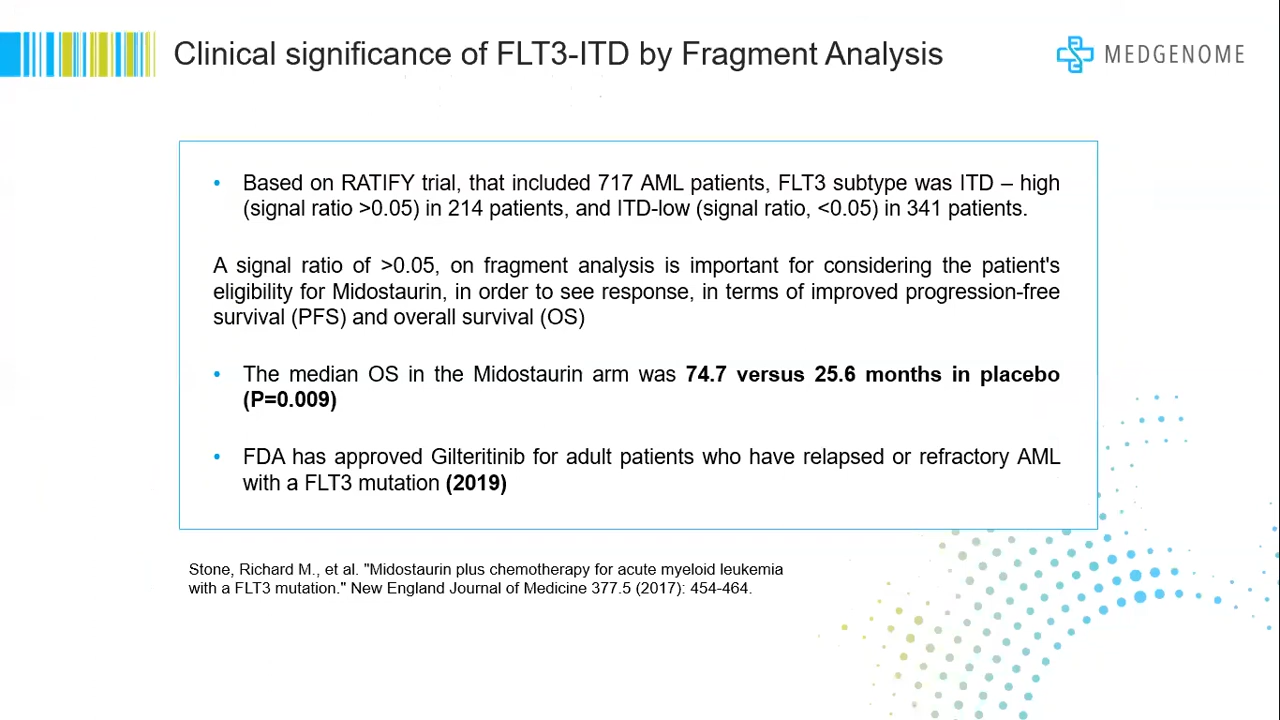 Clinical significance of FLT3-ITD by Fragment Analysis
MEDGENOME
• Based on RATIFY trial, that included 717 AML patients, FLT3 subtype was ITD – high
(signal ratio >0.05) in 214 patients, and ITD-low (signal ratio, <0.05) in 341 patients.
A signal ratio of >0.05, on fragment analysis is important for considering the patient's
eligibility for Midostaurin, in order to see response, in terms of improved progression-free
survival (PFS) and overall survival (OS)
• The median OS in the Midostaurin arm was 74.7 versus 25.6 months in placebo
(P=0.009)
• FDA has approved Gilteritinib for adult patients who have relapsed or refractory AML
with a FLT3 mutation (2019)
Stone, Richard M., et al. "Midostaurin plus chemotherapy for acute myeloid leukemia
with a FLT3 mutation." New England Journal of Medicine 377.5 (2017): 454-464.